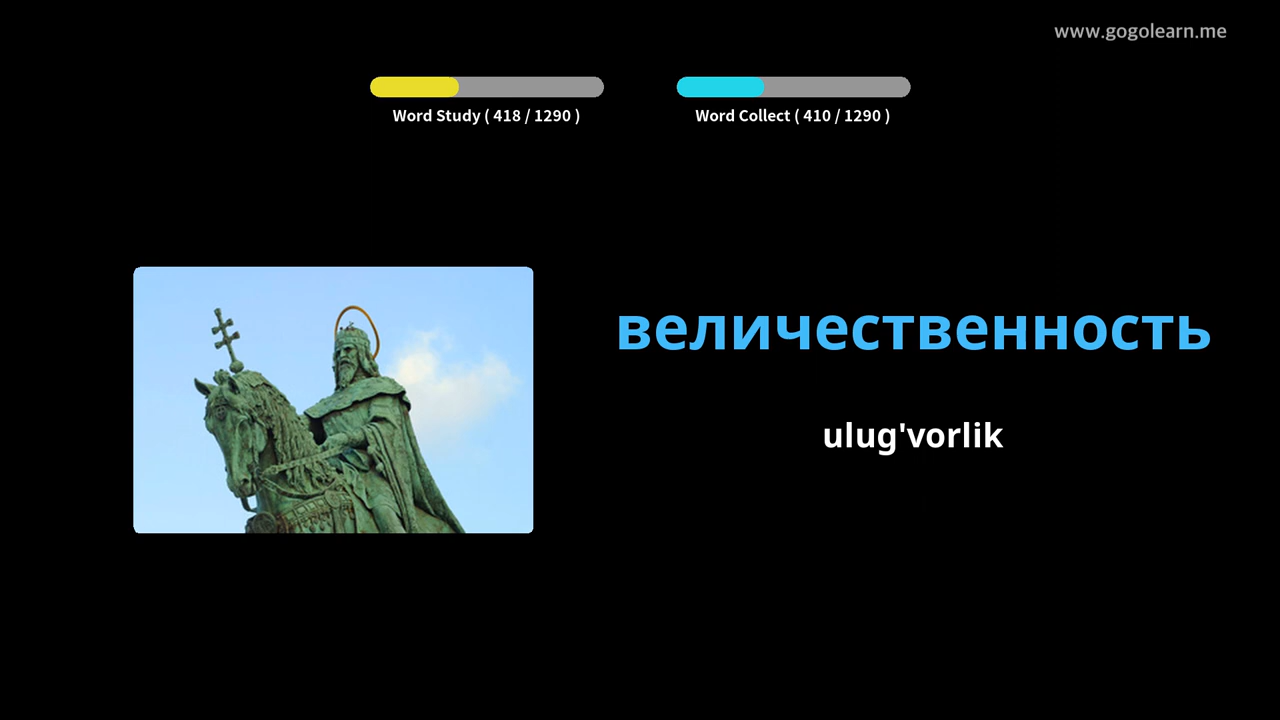 www.gogolearn.me
Word Study ( 418 / 1290 )
Word Collect ( 410 / 1290 )
величественность
ulug'vorlik